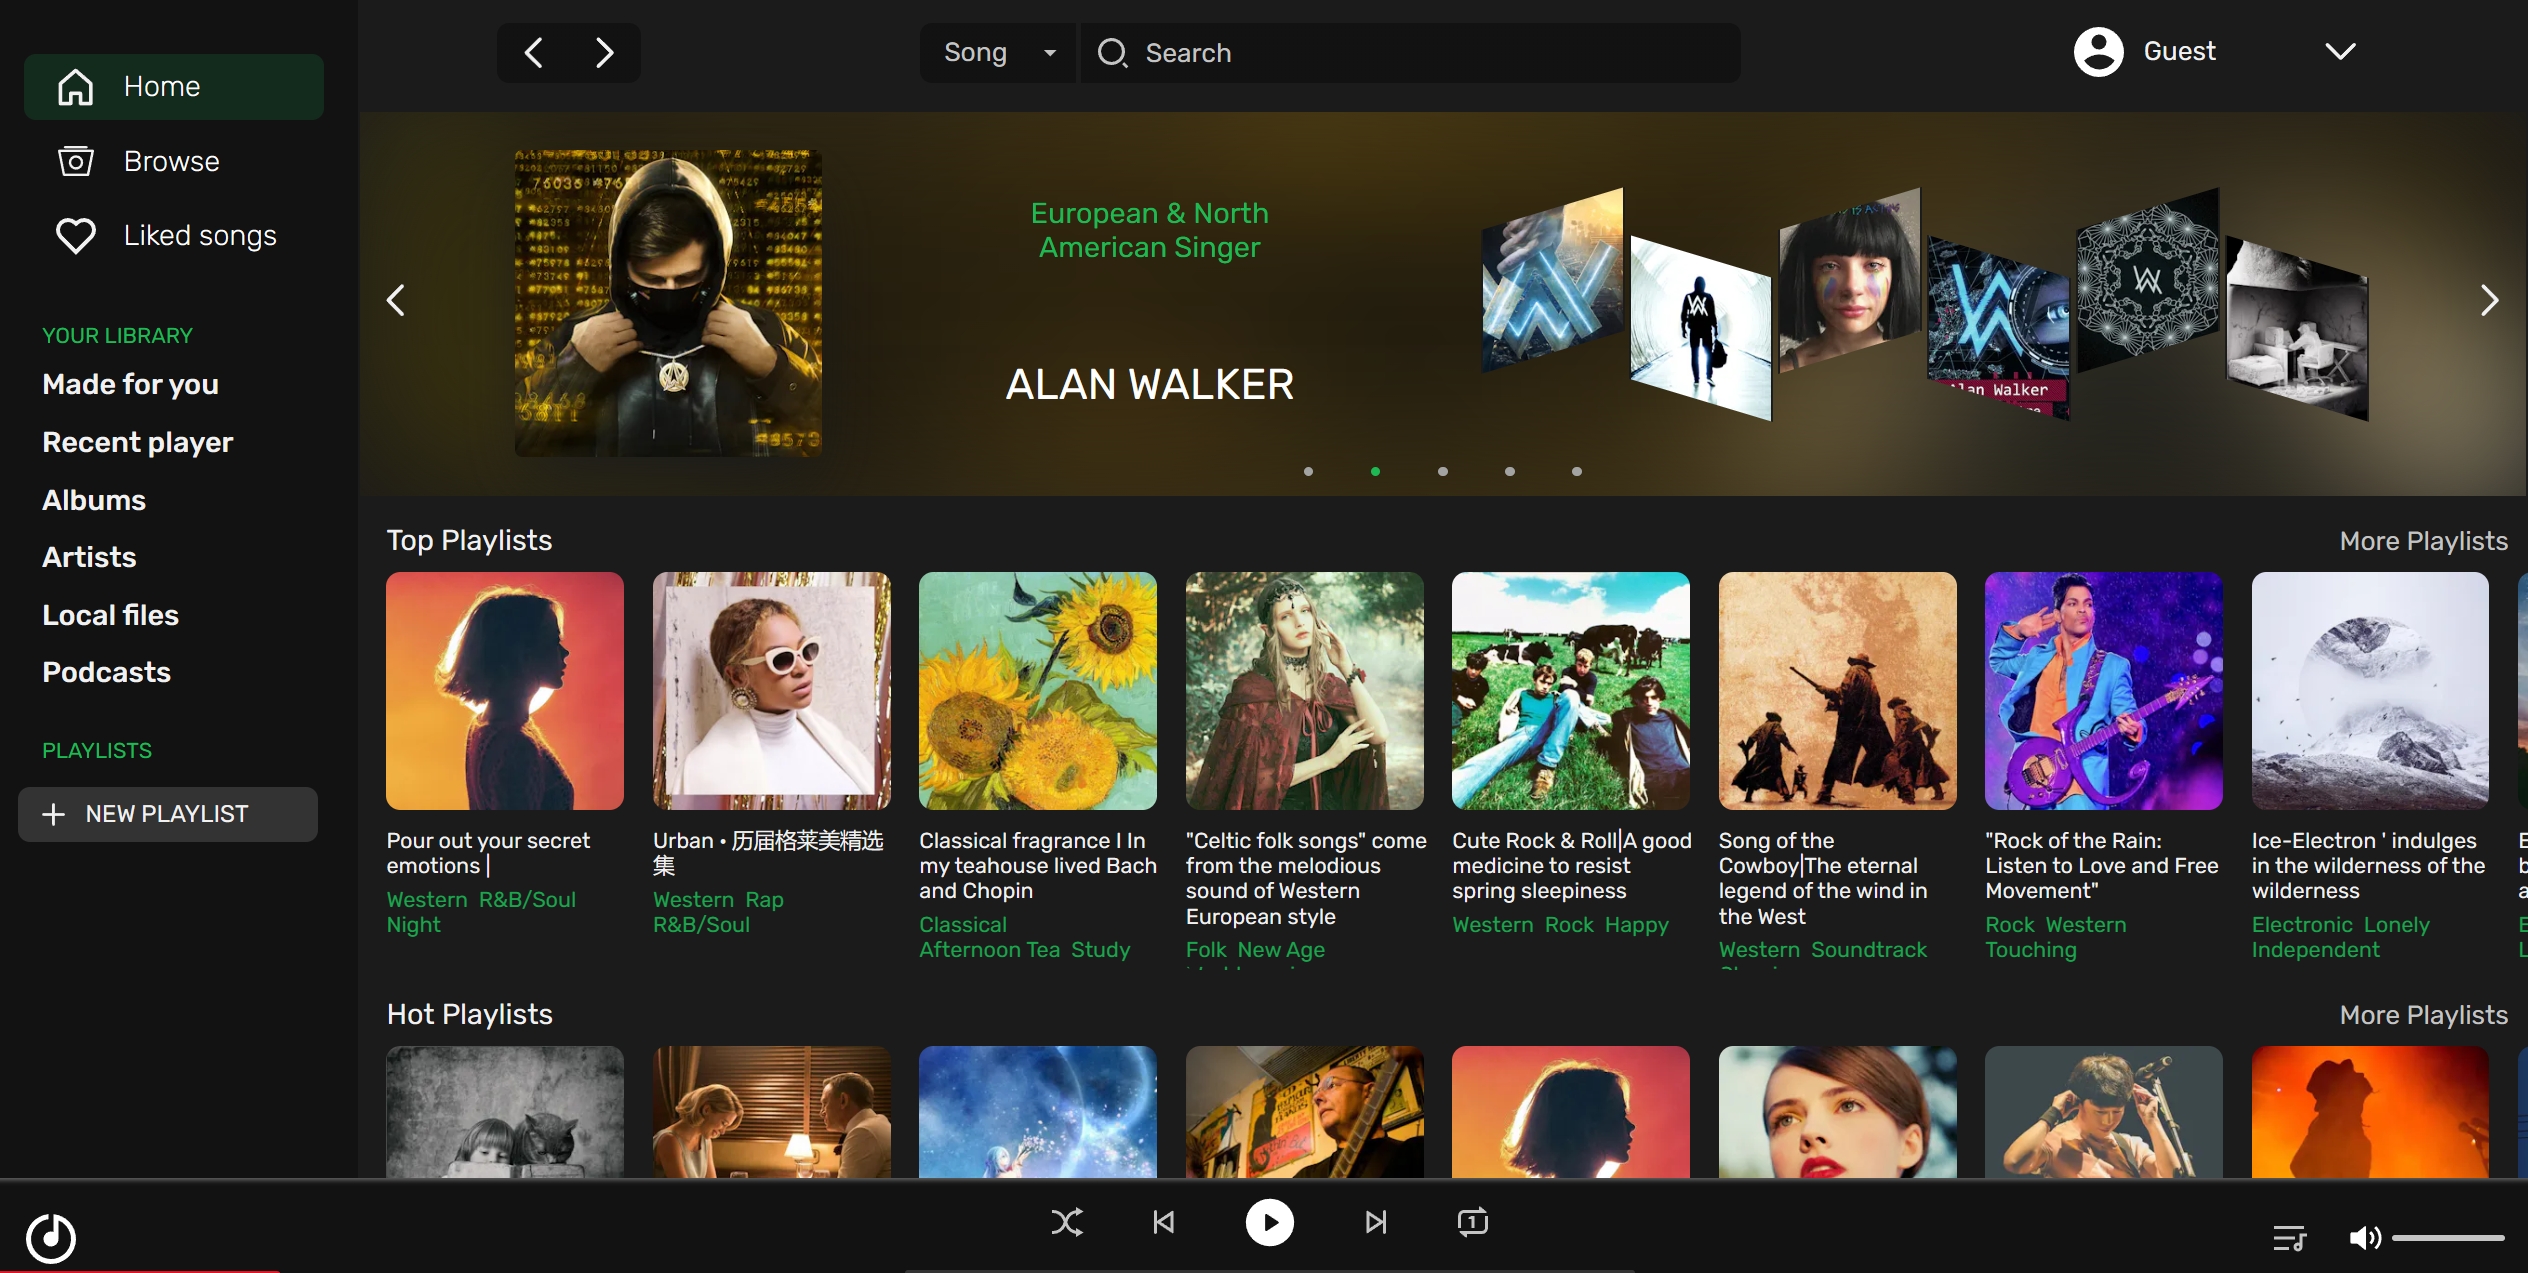 Home
Browse
Liked songs
YOUR LIBRARY
Made for you
Recent player
Albums
Artists
Local files
Podcasts
PLAYLISTS
NEW PLAYLIST
Song
Search
Guest
European & North
American Singer
ALAN WALKER
Alan Walker
Top Playlists
More Playlists
Pour out your secret
emotions |
Western R&B/Soul
Night
Urban • 历届格莱美精选
集
Western Rap
R&B/Soul
Classical fragrance I In
my teahouse lived Bach
and Chopin
Classical
Afternoon Tea Study
"Celtic folk songs" come
from the melodious
sound of Western
European style
Folk New Age
Cute Rock & Roll|A good
medicine to resist
spring sleepiness
Western Rock Happy
Song of the
Cowboy|The eternal
legend of the wind in
the West
Western Soundtrack
"Rock of the Rain:
Listen to Love and Free
Movement"
Rock Western
Touching
Ice-Electron ' indulges
in the wilderness of the
wilderness
Electronic Lonely
Independent
Hot Playlists
More Playlists
1